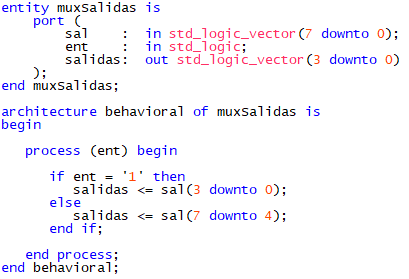 entity muxSalidas is
    port (
        sal    :  in std_logic_vector(7 downto 0);
        ent    :  in std_logic;
        salidas:  out std_logic_vector(3 downto 0)
    );
end muxSalidas;

architecture behavioral of muxSalidas is
begin

   process (ent) begin

      if ent = '1' then
         salidas <= sal(3 downto 0);
      else
         salidas <= sal(7 downto 4);
      end if;

   end process;
end behavioral;